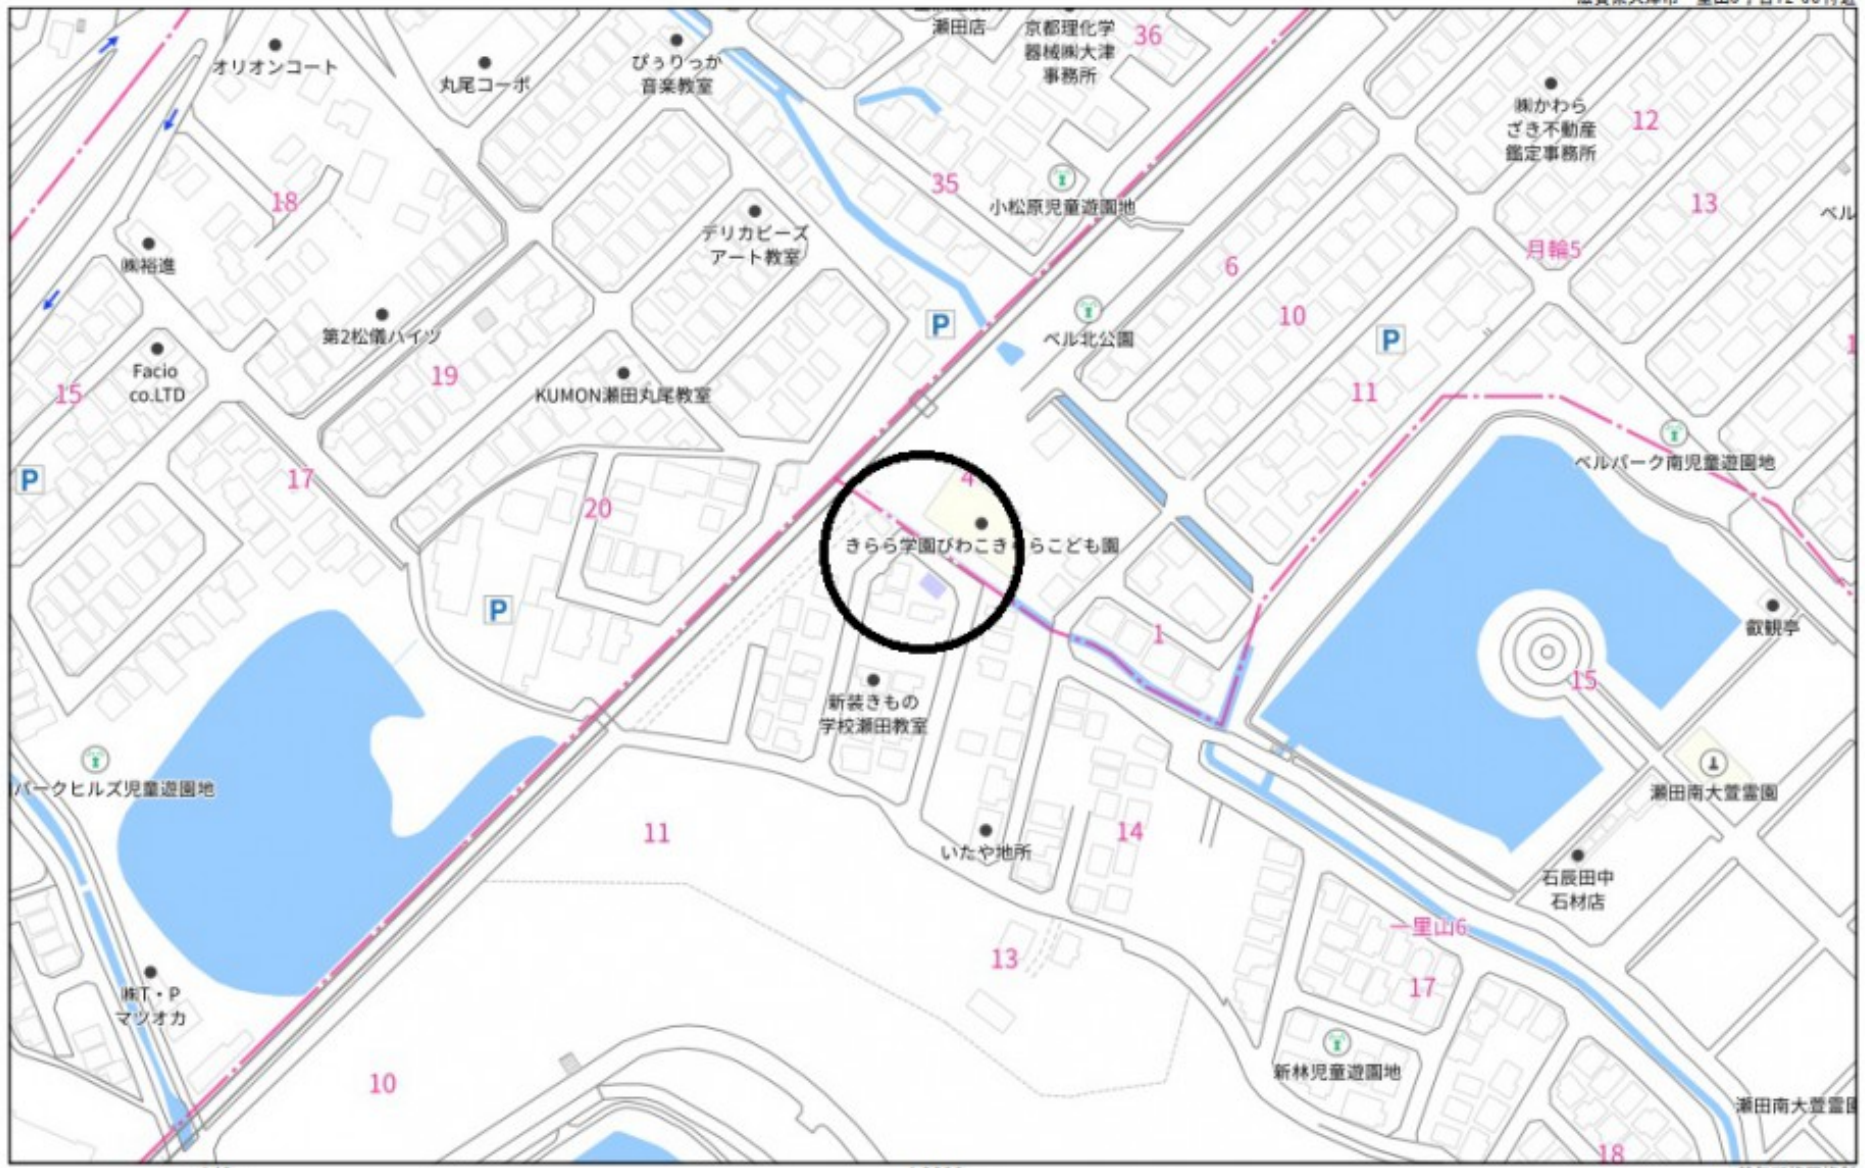 瀬田店
京都理化学
器械㈱大津
事務所
36
オリオンコート
丸尾コーポ
ぴぅりっか
音楽教室
㈱かわら
ざき不動産
鑑定事務所
12
18
35
小松原児童遊園地
13
ベル
デリカビーズ
アート教室
月輪5
㈱裕進
6
10
P
ベル北公園
P
第2松儀ハイツ
Facio
co.LTD
15
19
KUMON瀬田丸尾教室
11
ベルパーク南児童遊園地
P
17
20
4
きらら学園びわこきららこども園
P
1
叡観亭
15
新装きもの
学校瀬田教室
パークヒルズ児童遊園地
瀬田南大萱霊園
11
14
いたや地所
石辰田中
石材店
一里山6
13
17
㈱T・P
マツオカ
新林児童遊園地
10
瀬田南大萱霊園
18